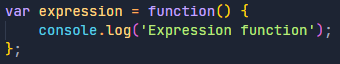 var expression = function() {
    console.log('Expression function');
};